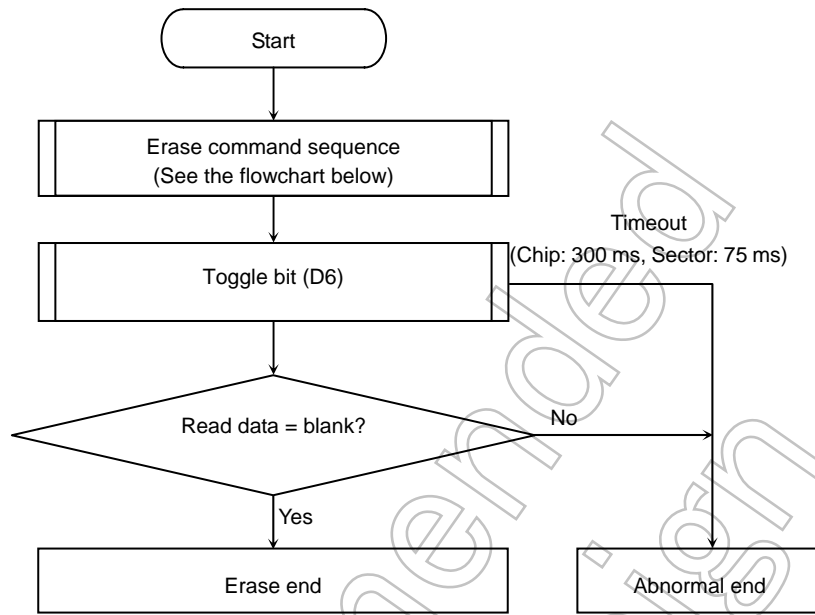 Start
Erase command sequence
(See the flowchart below)
Timeout
(Chip: 300 ms, Sector: 75 ms)
Toggle bit (D6)
Read data = blank?
No
Yes
Erase end
Abnormal end